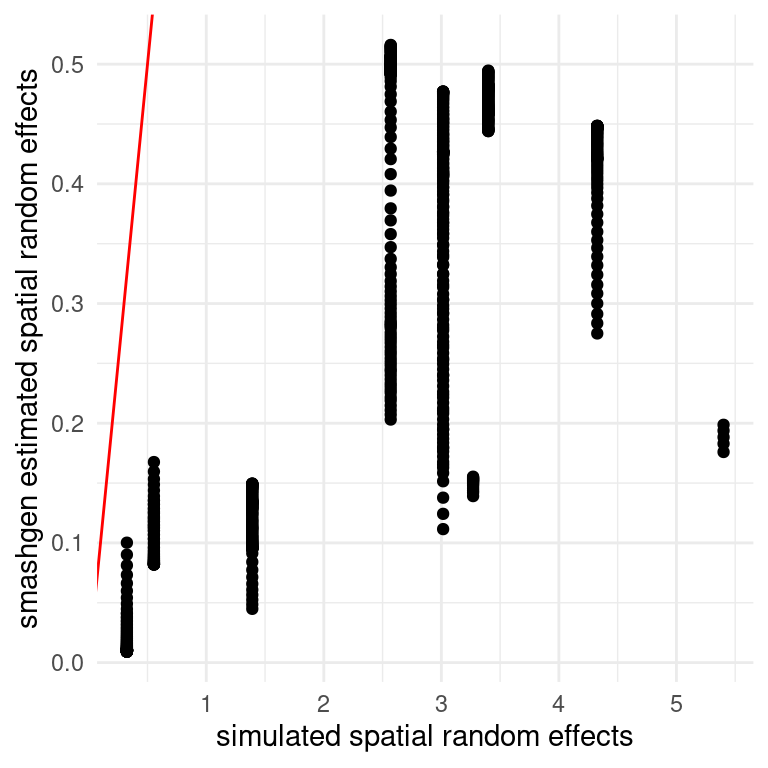 smashgen estimated spatial random effects
0.5
0.4
0.3
0.2
0.1
0.0
1 2 3 4 5
simulated spatial random effects